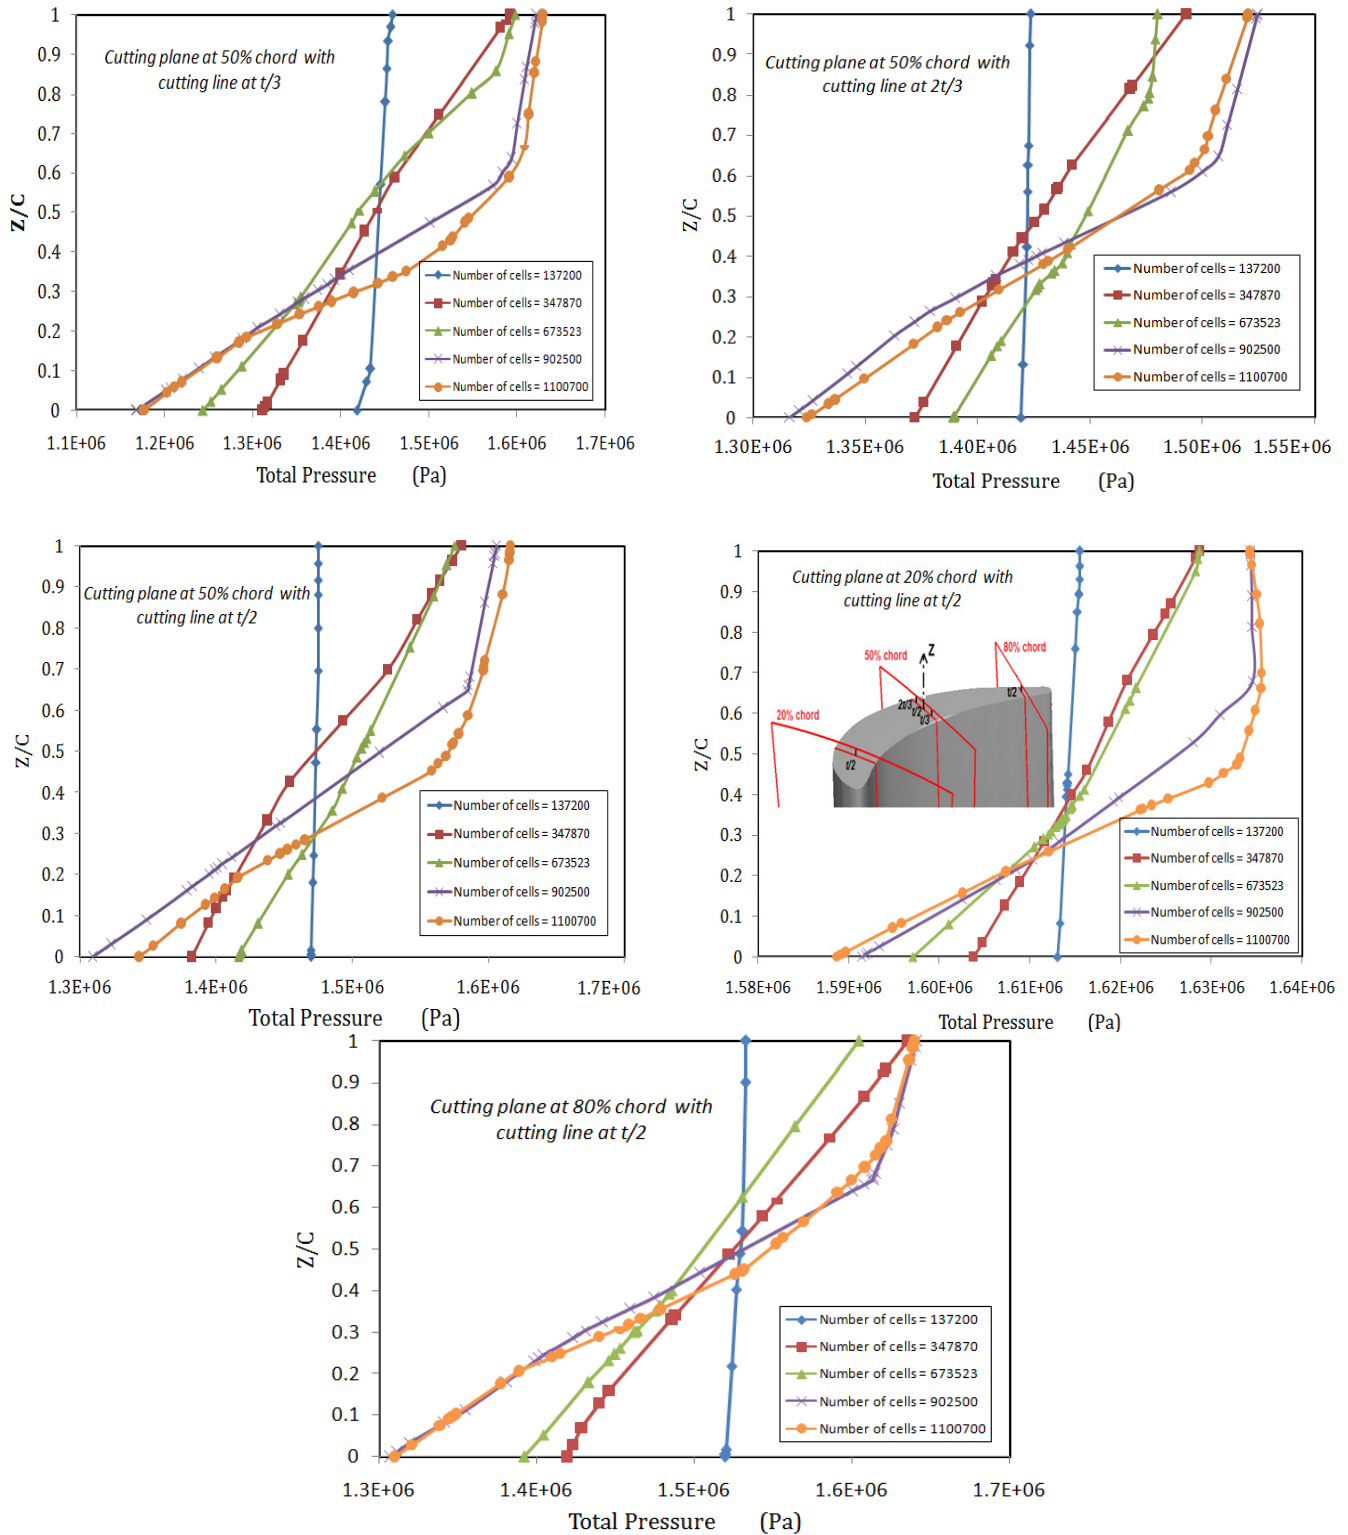 Cutting plane at 50% chord with
cutting line at t/3
1
0.9
0.8
0.7
0.6
0.5
0.4
0.3
0.2
0.1
0
Z/C
Number of cells = 137200
Number of cells = 347870
Number of cells = 673523
Number of cells = 902500
Number of cells = 1100700
1.1E+06 1.2E+06 1.3E+06 1.4E+06 1.5E+06 1.6E+06 1.7E+06
Total Pressure (Pa)
Cutting plane at 50% chord with
cutting line at 2t/3
1
0.9
0.8
0.7
0.6
0.5
0.4
0.3
0.2
0.1
0
Z/C
Number of cells = 137200
Number of cells = 347870
Number of cells = 673523
Number of cells = 902500
Number of cells = 1100700
1.30E+06 1.35E+06 1.40E+06 1.45E+06 1.50E+06 1.55E+06
Total Pressure (Pa)
Cutting plane at 50% chord with
cutting line at t/2
1
0.9
0.8
0.7
0.6
0.5
0.4
0.3
0.2
0.1
0
Z/C
Number of cells = 137200
Number of cells = 347870
Number of cells = 673523
Number of cells = 902500
Number of cells = 1100700
1.3E+06 1.4E+06 1.5E+06 1.6E+06 1.7E+06
Total Pressure (Pa)
Cutting plane at 20% chord with
cutting line at t/2
1
0.9
0.8
0.7
0.6
0.5
0.4
0.3
0.2
0.1
0
Z/C
Z
50% chord
80% chord
20% chord
2t/3
t/2
t/3
t/2
t/2
Number of cells = 137200
Number of cells = 347870
Number of cells = 673523
Number of cells = 902500
Number of cells = 1100700
1.58E+06 1.59E+06 1.60E+06 1.61E+06 1.62E+06 1.63E+06 1.64E+06
Total Pressure (Pa)
Cutting plane at 80% chord with
cutting line at t/2
1
0.9
0.8
0.7
0.6
0.5
0.4
0.3
0.2
0.1
0
Z/C
Number of cells = 137200
Number of cells = 347870
Number of cells = 673523
Number of cells = 902500
Number of cells = 1100700
1.3E+06 1.4E+06 1.5E+06 1.6E+06 1.7E+06
Total Pressure (Pa)